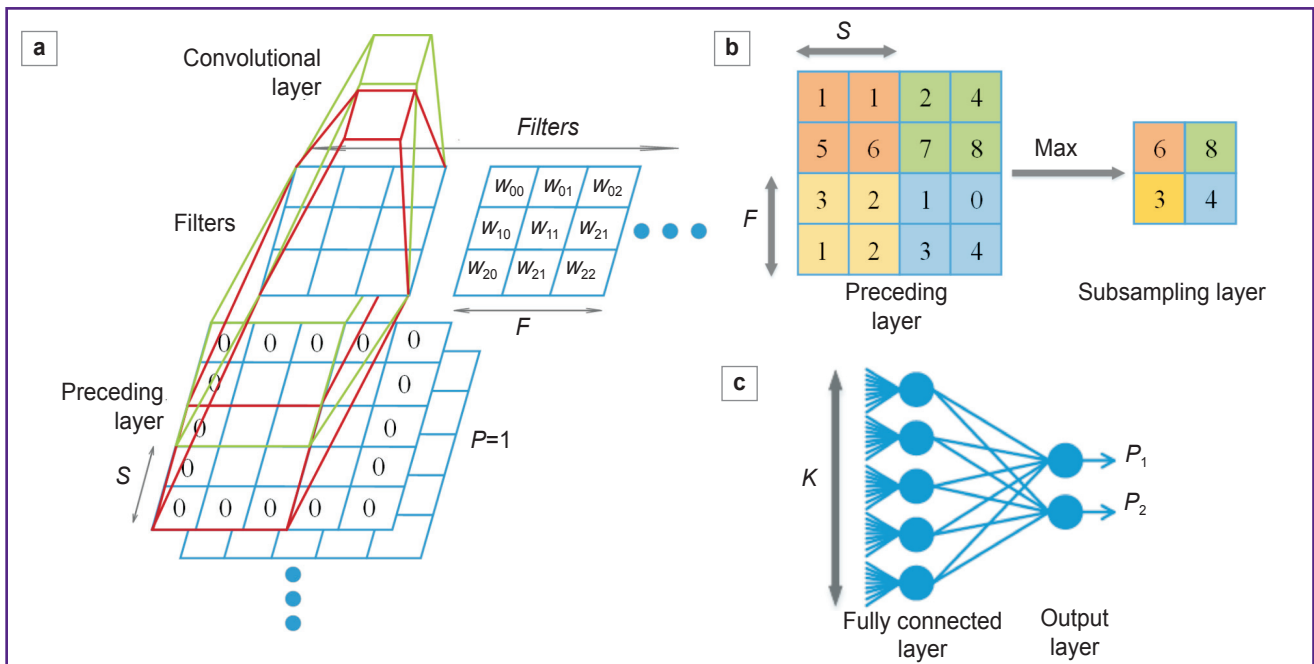 a
Convolutional
layer
Filters
Filters
w00 w01 w02
w10 w11 w21
w20 w21 w22
F
0 0 0 0 0
0 0
Preceding
layer
0 0
P=1
S
0 0
0 0 0 0 0
b
S
1 1 2 4
5 6 7 8
3 2 1 0
1 2 3 4
F
Preceding
layer
Max
6 8
3 4
Subsampling layer
c
K
P1
P2
Fully connected
layer
Output
layer